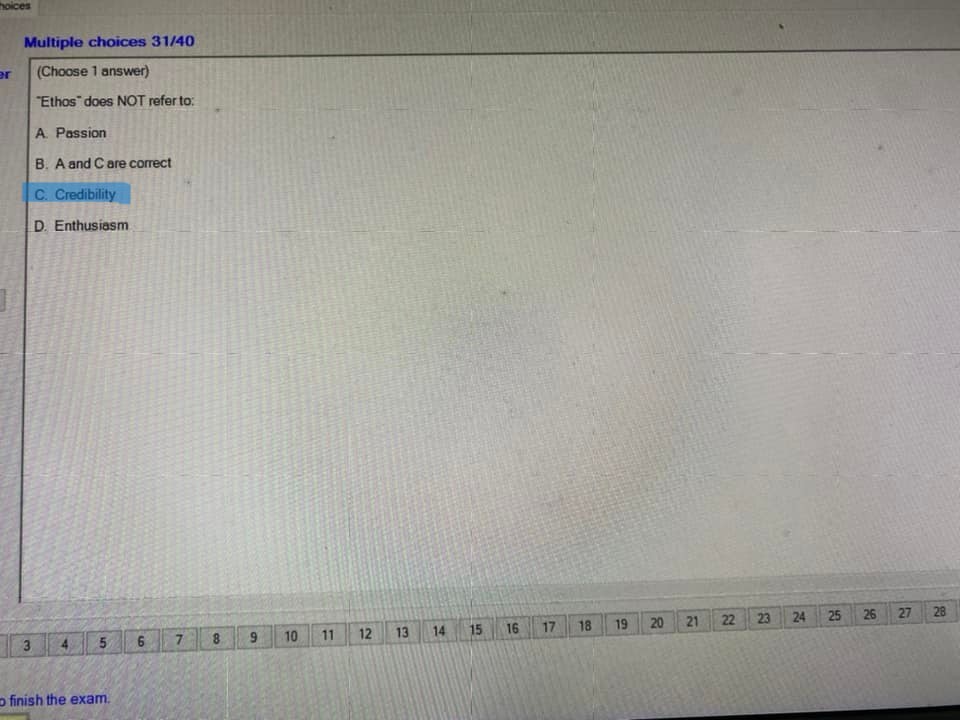 hoices
Multiple choices 31/40
er
(Choose 1 answer)
"Ethos" does NOT refer to:
A. Passion
B. A and C are correct
C. Credibility
D. Enthusiasm
3 4 5 6 7 8 9 10 11 12 13 14 15 16 17 18 19 20 21 22 23 24 25 26 27 28
o finish the exam.